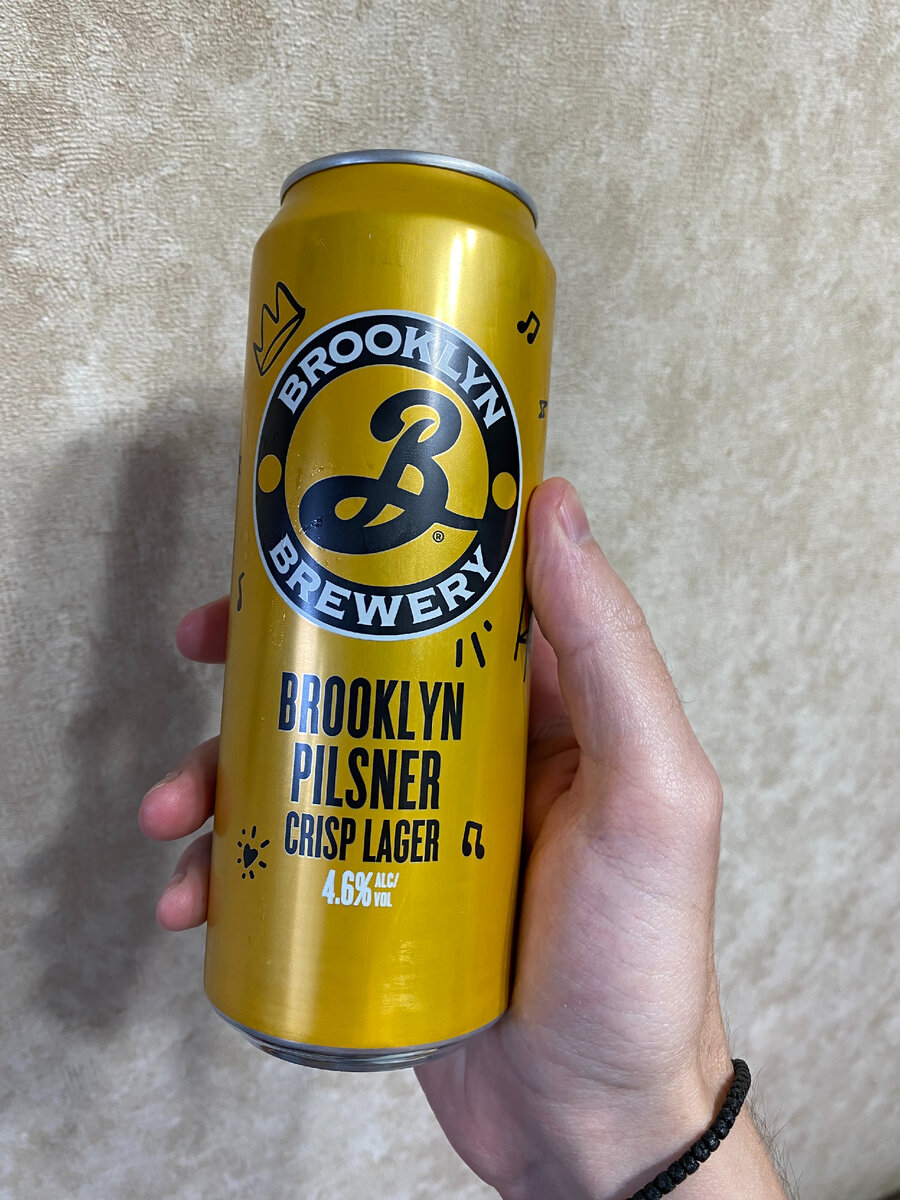 BROOKLYN
B
®
BREWERY
BROOKLYN
PILSNER
CRISP LAGER
4.6% ALC/
VOL